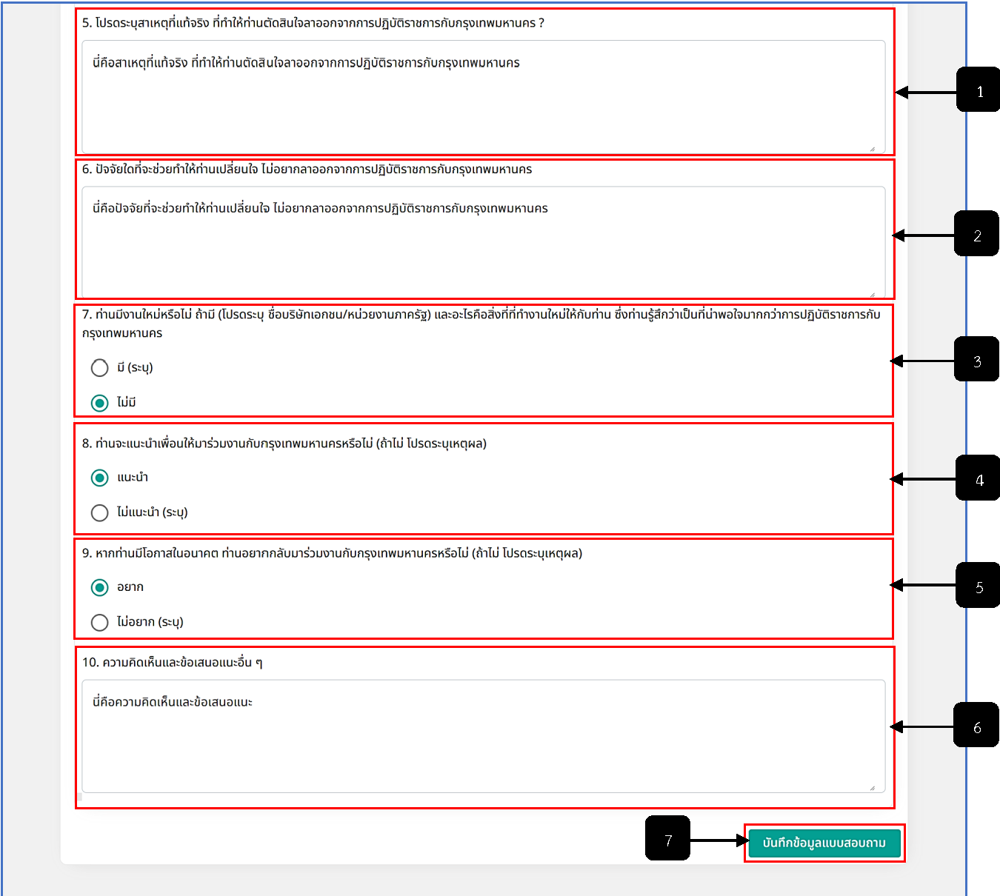 5. โปรดระบุสาเหตุที่แท้จริง ที่ทำให้ท่านตัดสินใจลาออกจากการปฏิบัติราชการกับกรุงเทพมหานคร ?
นี่คือสาเหตุที่แท้จริง ที่ทำให้ท่านตัดสินใจลาออกจากการปฏิบัติราชการกับกรุงเทพมหานคร
1
6. ปัจจัยใดที่จะช่วยทำให้ท่านเปลี่ยนใจ ไม่อยากลาออกจากการปฏิบัติราชการกับกรุงเทพมหานคร
นี่คือปัจจัยที่จะช่วยทำให้ท่านเปลี่ยนใจ ไม่อยากลาออกจากการปฏิบัติราชการกับกรุงเทพมหานคร
2
7. ท่านมีงานใหม่หรือไม่ ถ้ามี (โปรดระบุ ชื่อบริษัทเอกชน/หน่วยงานภาครัฐ) และอะไรคือสิ่งที่ที่ทำงานใหม่ให้กับท่าน ซึ่งท่านรู้สึกว่าเป็นที่น่าพอใจมากกว่าการปฏิบัติราชการกับ
กรุงเทพมหานคร
มี (ระบุ)
3
ไม่มี
8. ท่านจะแนะนำเพื่อนให้มาร่วมงานกับกรุงเทพมหานครหรือไม่ (ถ้าไม่ โปรดระบุเหตุผล)
แนะนำ
4
ไม่แนะนำ (ระบุ)
9. หากท่านมีโอกาสในอนาคต ท่านอยากกลับมาร่วมงานกับกรุงเทพมหานครหรือไม่ (ถ้าไม่ โปรดระบุเหตุผล)
อยาก
5
ไม่อยาก (ระบุ)
10. ความคิดเห็นและข้อเสนอแนะอื่น ๆ
นี่คือความคิดเห็นและข้อเสนอแนะ
6
7
บันทึกข้อมูลแบบสอบถาม